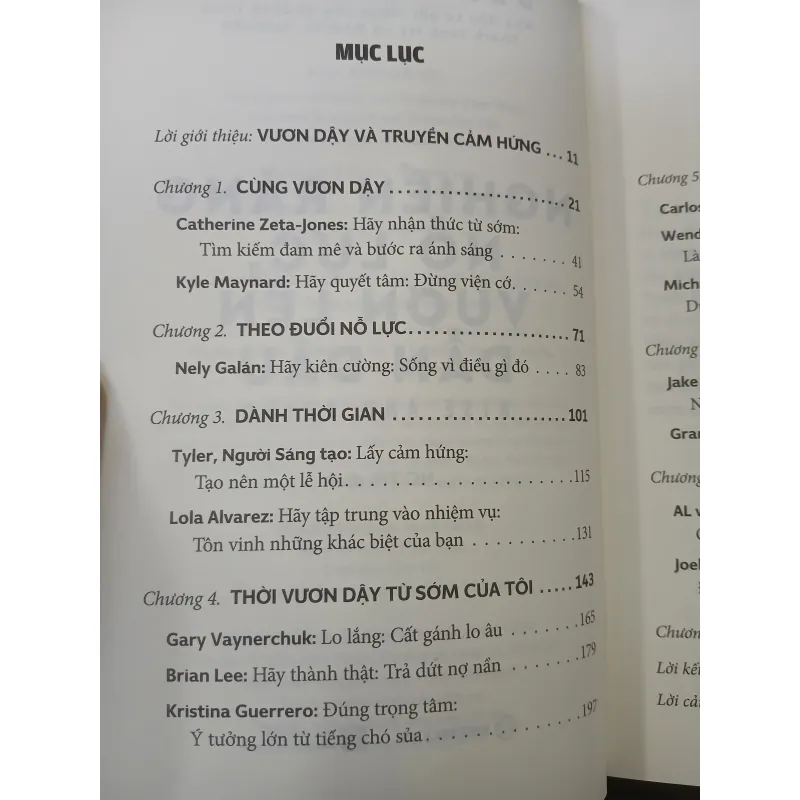 MỤC LỤC
Lời giới thiệu: VƯƠN DẬY VÀ TRUYỀN CẢM HỨNG ... 11
Chương 1. CÙNG VƯƠN DẬY ........................ 21
Catherine Zeta-Jones: Hãy nhận thức từ sớm:
Tìm kiếm đam mê và bước ra ánh sáng . . . . . . . 41
Kyle Maynard: Hãy quyết tâm: Đừng viện cớ. . . . . . . 54
Chương 2. THEO ĐUỔI NỖ LỰC...................... 71
Nely Galán: Hãy kiên cường: Sống vì điều gì đó . . . . 83
Chương 3. DÀNH THỜI GIAN ........................ 101
Tyler, Người Sáng tạo: Lấy cảm hứng:
Tạo nên một lễ hội. . . . . . . . . . . . . . . . . . . .115
Lola Alvarez: Hãy tập trung vào nhiệm vụ:
Tôn vinh những khác biệt của bạn . . . . . . . . . .131
Chương 4. THỜI VƯƠN DẬY TỪ SỚM CỦA TÔI ..... 143
Gary Vaynerchuk: Lo lắng: Cất gánh lo âu . . . . . . .165
Brian Lee: Hãy thành thật: Trả dứt nợ nần . . . . . . .179
Kristina Guerrero: Đúng trọng tâm:
Ý tưởng lớn từ tiếng chó sủa. . . . . . . . . . . . . .197
Chương 5
Carlos
Wend
Là
Mich
Chương
Jake
N
Gran
Chương
AL v
Joel
Chươn
Lời kế
Lời cả